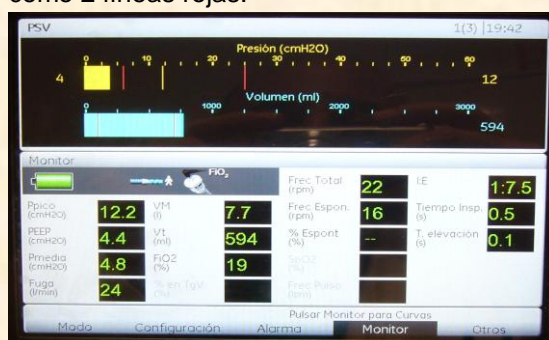 como 2 líneas rojas.
PSV 1(3) 19:42
Presión (cmH2O)
0 10 20 30 40 50 60
4 12
Volumen (ml)
0 1000 2000 3000
594
Monitor
FiO2
Frec Total (rpm) 22 I:E 1:7.5
Ppico (cmH2O) 12.2 VM (l) 7.7 Frec Espon. (rpm) 16 Tiempo Insp. (s) 0.5
PEEP (cmH2O) 4.4 Vt (ml) 594 % Espont (%) -- T. elevación (s) 0.1
Pmedia (cmH2O) 4.8 FiO2 (%) 19 SpO2 (%)
Fuga (l/min) 24 % en TgV. (%) Frec Pulso (bpm)
Pulsar Monitor para Curvas
Modo Configuración Alarma Monitor Otros